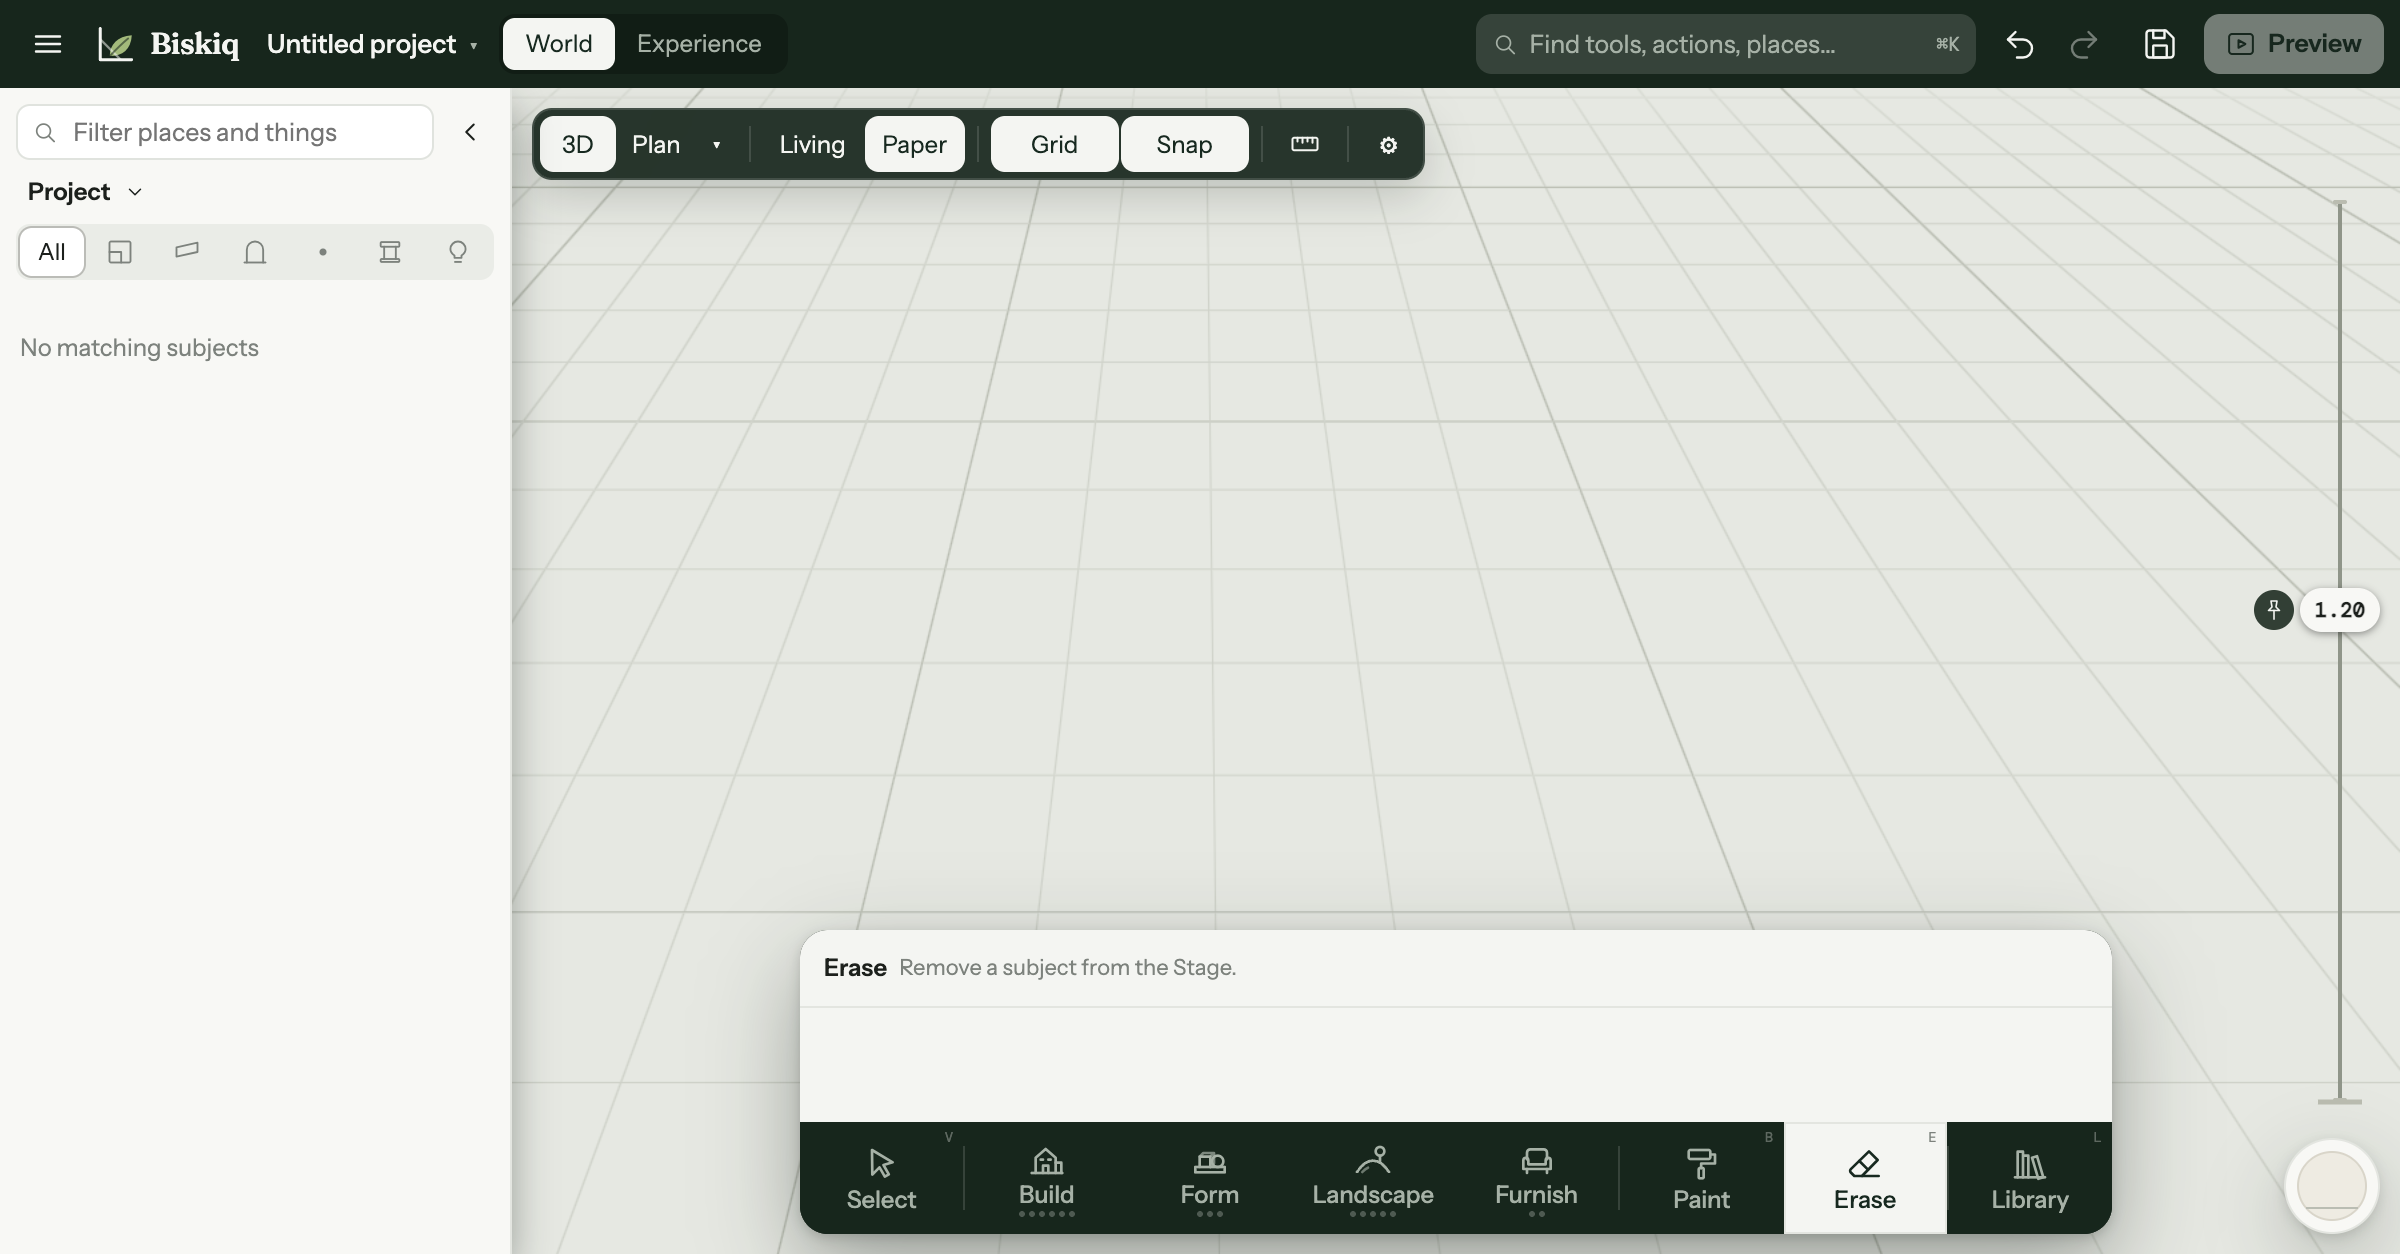 Biskiq
Untitled project
World
Experience
Find tools, actions, places...
⌘K
Preview
Filter places and things
Project
All
No matching subjects
3D
Plan
Living
Paper
Grid
Snap
1.20
Erase Remove a subject from the Stage.
V
B
E
L
Select
Build
Form
Landscape
Furnish
Paint
Erase
Library